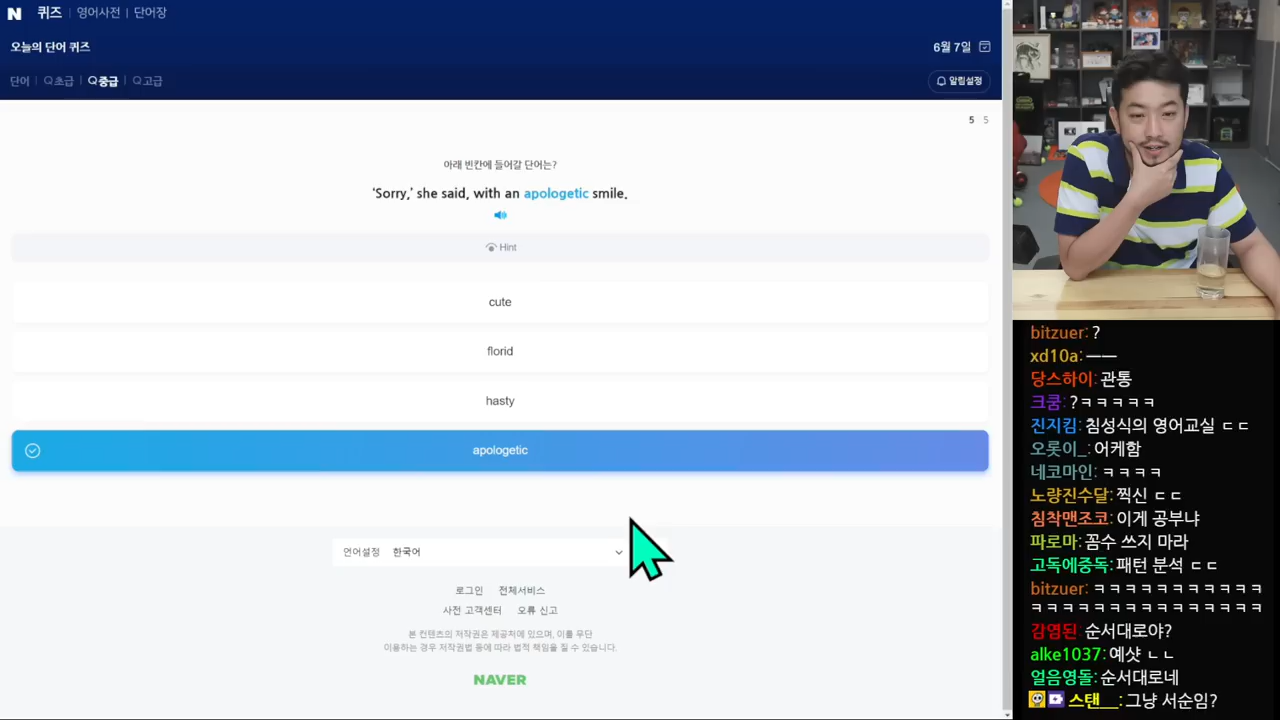 N 퀴즈 | 영어사전 | 단어장
오늘의 단어 퀴즈
6월 7일
단어 | 초급 | 중급 | 고급
알림설정
5 5
아래 빈칸에 들어갈 단어는?
‘Sorry,’ she said, with an apologetic smile.
Hint
cute
florid
hasty
apologetic
언어설정 한국어
로그인 전체서비스
사전 고객센터 오류 신고
본 컨텐츠의 저작권은 제공처에 있으며, 이를 무단
이용하는 경우 저작권법 등에 따라 법적 책임을 질 수 있습니다.
NAVER
bitzuer: ?
xd10a: ㅡㅡ
당스하이: 관통
크쿰: ?ㅋㅋㅋㅋㅋ
진지킴: 침성식의 영어교실 ㄷㄷ
오롯이_: 어케함
네코마인: ㅋㅋㅋㅋ
노량진수달: 찍신 ㄷㄷ
침착맨조코: 이게 공부냐
파로마: 꼼수 쓰지 마라
고독에중독: 패턴 분석 ㄷㄷ
bitzuer: ㅋㅋㅋㅋㅋㅋㅋㅋㅋㅋㅋㅋ
ㅋㅋㅋㅋㅋㅋㅋㅋㅋㅋㅋㅋㅋㅋㅋㅋ
감염된: 순서대로야?
alke1037: 예샷 ㄴㄴ
얼음영돌: 순서대로네
스탠__: 그냥 서순임?